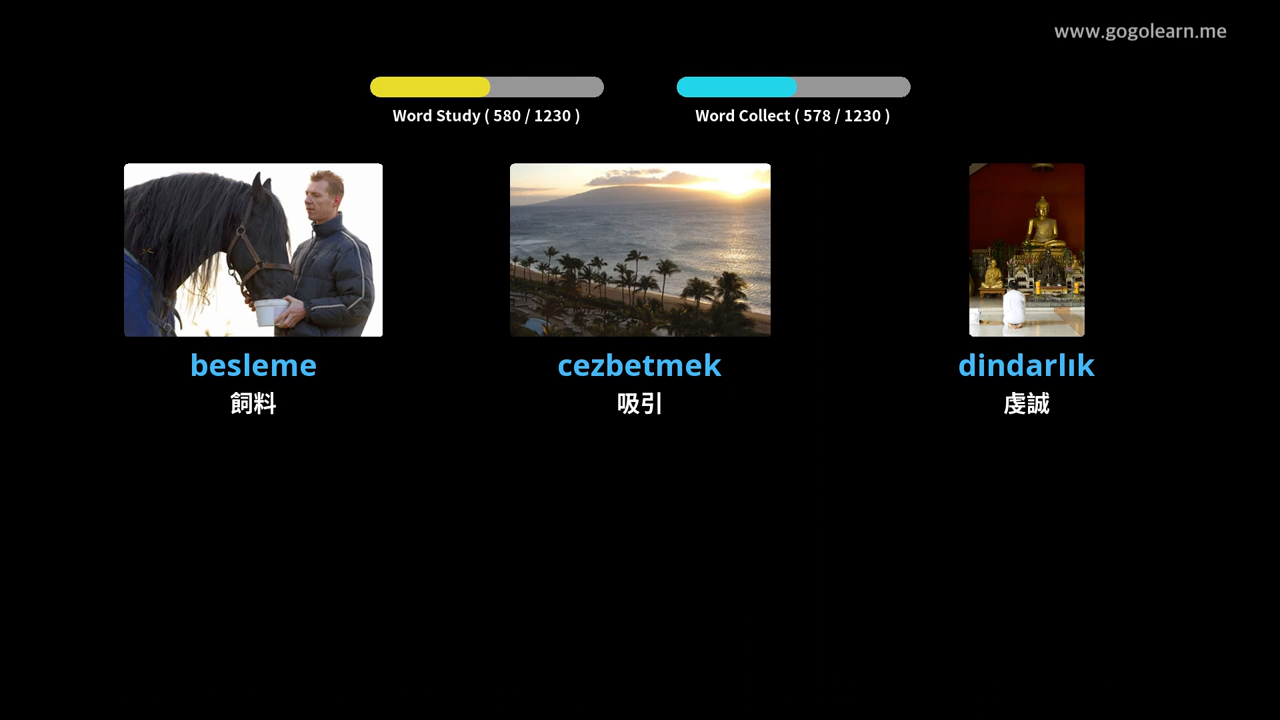 www.gogolearn.me
Word Study ( 580 / 1230 )
Word Collect ( 578 / 1230 )
besleme
cezbetmek
dindarlık
飼料
吸引
虔誠